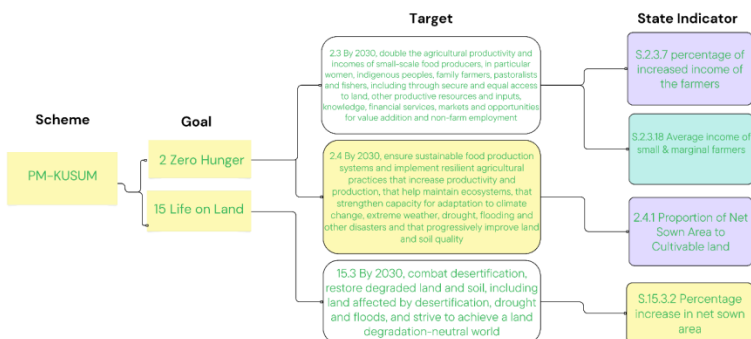 Target
State Indicator
Scheme
Goal
PM-KUSUM
2 Zero Hunger
15 Life on Land
2.3 By 2030, double the agricultural productivity and
incomes of small-scale food producers, in particular
women, indigenous peoples, family farmers, pastoralists
and fishers, including through secure and equal access
to land, other productive resources and inputs,
knowledge, financial services, markets and opportunities
for value addition and non-farm employment
2.4 By 2030, ensure sustainable food production
systems and implement resilient agricultural
practices that increase productivity and
production, that help maintain ecosystems, that
strengthen capacity for adaptation to climate
change, extreme weather, drought, flooding and
other disasters and that progressively improve land
and soil quality
15.3 By 2030, combat desertification,
restore degraded land and soil, including
land affected by desertification, drought
and floods, and strive to achieve a land
degradation-neutral world
S.2.3.7 percentage of
increased income of
the farmers
S.2.3.18 Average income of
small & marginal farmers
2.4.1 Proportion of Net
Sown Area to
Cultivable land
S.15.3.2 Percentage
increase in net sown
area